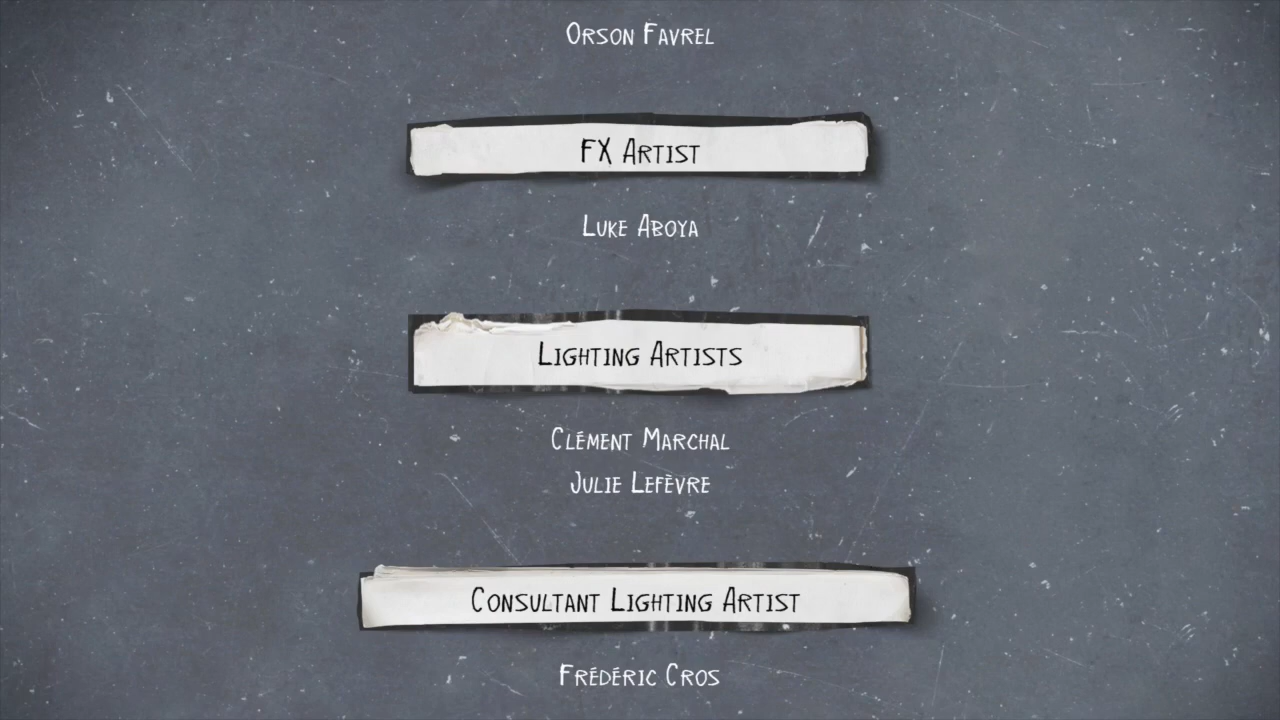 Orson Favrel
FX Artist
Luke Aboya
Lighting Artists
Clément Marchal
Julie Lefèvre
Consultant Lighting Artist
Frédéric Cros